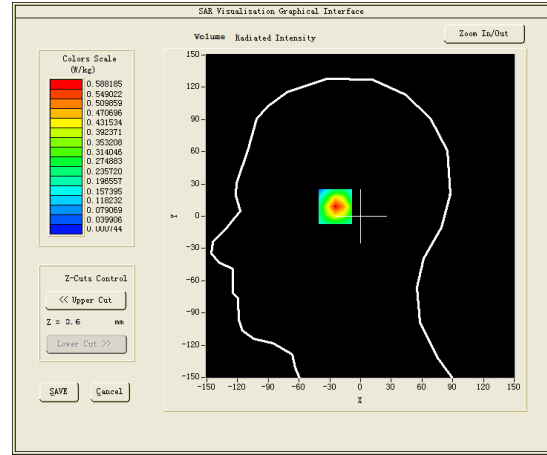 SAR Visualisation Graphical Interface
Volume Radiated Intensity
Zoom In/Out
Colors Scale
(W/kg)
0.588185
0.549022
0.509859
0.470696
0.431534
0.392371
0.353208
0.314046
0.274883
0.235720
0.196557
0.157395
0.118232
0.079069
0.039906
0.000744
Z-Cuts Control
<< Upper Cut
Z = 0.6 mm
Lower Cut >>
SAVE Cancel
150
120
90
60
30
0
-30
-60
-90
-120
-150
Y
-150 -120 -90 -60 -30 0 30 60 90 120 150
X